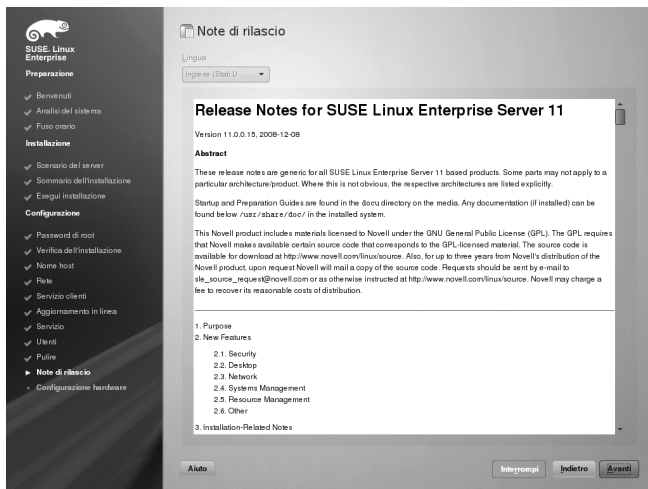 SUSE. Linux
Enterprise
Preparazione
Benvenuti
Analisi del sistema
Fuso orario
Installazione
Scenario del server
Sommario dell'installazione
Esegui installazione
Configurazione
Password di root
Verifica dell'installazione
Nome host
Rete
Servizio clienti
Aggiornamento in linea
Servizio
Utenti
Pulire
Note di rilascio
Configurazione hardware
Note di rilascio
Lingua
Inglese (Stati U
Release Notes for SUSE Linux Enterprise Server 11
Version 11.0.0.15, 2008-12-08
Abstract
These release notes are generic for all SUSE Linux Enterprise Server 11 based products. Some parts may not apply to a
particular architecture/product. Where this is not obvious, the respective architectures are listed explicitly.
Startup and Preparation Guides are found in the docu directory on the media. Any documentation (if installed) can be
found below /usr/share/doc/ in the installed system.
This Novell product includes materials licensed to Novell under the GNU General Public License (GPL). The GPL requires
that Novell makes available certain source code that corresponds to the GPL-licensed material. The source code is
available for download at http://www.novell.com/linux/source. Also, for up to three years from Novell's distribution of the
Novell product, upon request Novell will mail a copy of the source code. Requests should be sent by e-mail to
sle_source_request@novell.com or as otherwise instructed at http://www.novell.com/linux/source. Novell may charge a
fee to recover its reasonable costs of distribution.
1. Purpose
2. New Features
2.1. Security
2.2. Desktop
2.3. Network
2.4. Systems Management
2.5. Resource Management
2.6. Other
3. Installation-Related Notes
Aiuto
Interrompi
Indietro
Avanti